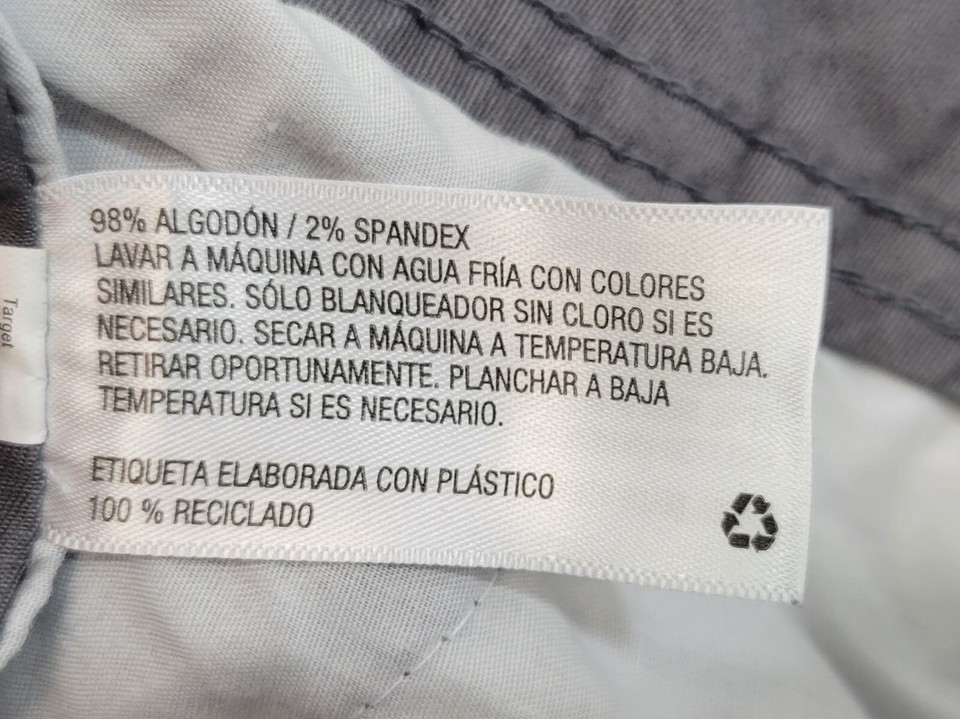 98% ALGODÓN / 2% SPANDEX
LAVAR A MÁQUINA CON AGUA FRÍA CON COLORES
SIMILARES. SÓLO BLANQUEADOR SIN CLORO SI ES
NECESARIO. SECAR A MÁQUINA A TEMPERATURA BAJA.
RETIRAR OPORTUNAMENTE. PLANCHAR A BAJA
TEMPERATURA SI ES NECESARIO.
ETIQUETA ELABORADA CON PLÁSTICO
100 % RECICLADO
Target